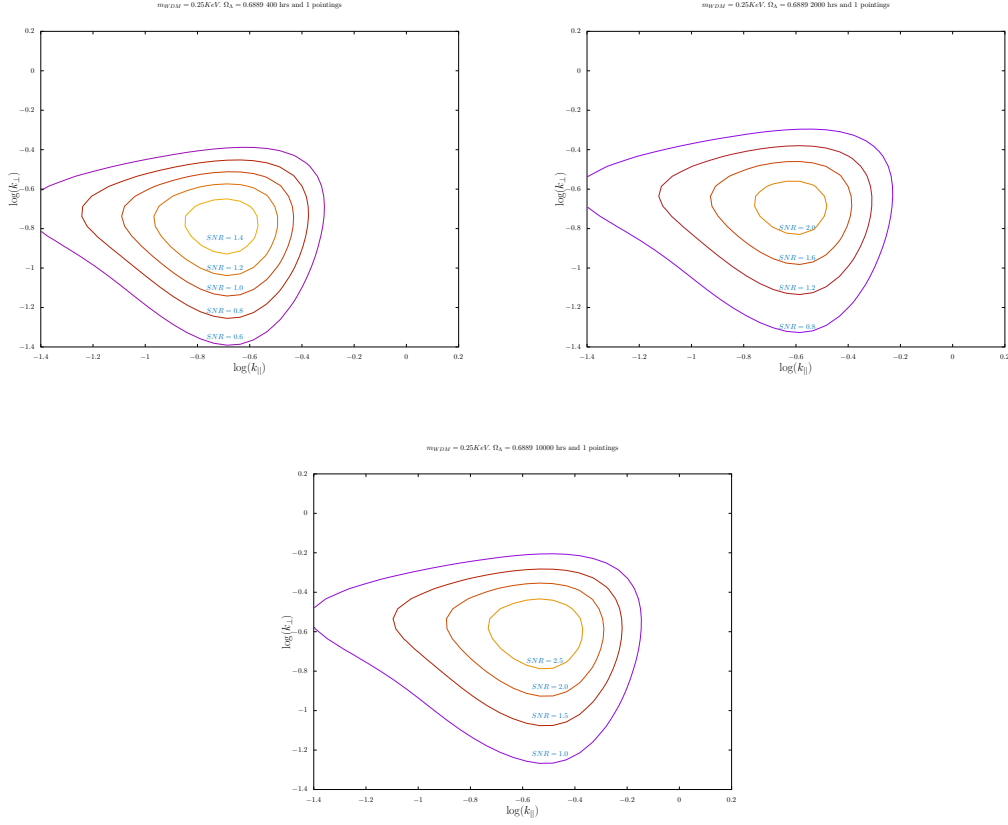 m_{WDM} = 0.25KeV. Ω_Λ = 0.6889 400 hrs and 1 pointings
0.2
0
−0.2
−0.4
−0.6
−0.8
−1
−1.2
−1.4
log(k_⊥)
SNR = 1.4
SNR = 1.2
SNR = 1.0
SNR = 0.8
SNR = 0.6
−1.4 −1.2 −1 −0.8 −0.6 −0.4 −0.2 0 0.2
log(k_{||})
m_{WDM} = 0.25KeV. Ω_Λ = 0.6889 2000 hrs and 1 pointings
0.2
0
−0.2
−0.4
−0.6
−0.8
−1
−1.2
−1.4
log(k_⊥)
SNR = 2.0
SNR = 1.6
SNR = 1.2
SNR = 0.8
−1.4 −1.2 −1 −0.8 −0.6 −0.4 −0.2 0 0.2
log(k_{||})
m_{WDM} = 0.25KeV. Ω_Λ = 0.6889 10000 hrs and 1 pointings
0.2
0
−0.2
−0.4
−0.6
−0.8
−1
−1.2
−1.4
log(k_⊥)
SNR = 2.5
SNR = 2.0
SNR = 1.5
SNR = 1.0
−1.4 −1.2 −1 −0.8 −0.6 −0.4 −0.2 0 0.2
log(k_{||})